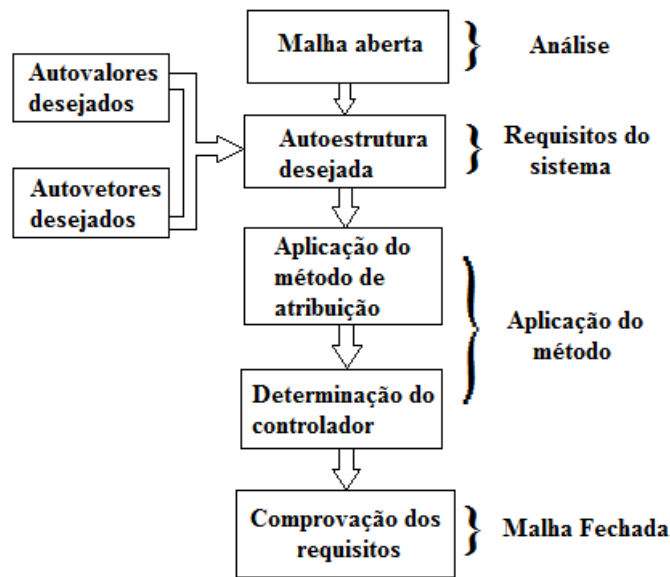 Malha aberta
Análise
Autovalores
desejados
Autoestrutura
desejada
Requisitos do
sistema
Autovetores
desejados
Aplicação do
método de
atribuição
Aplicação do
método
Determinação do
controlador
Comprovação dos
requisitos
Malha Fechada